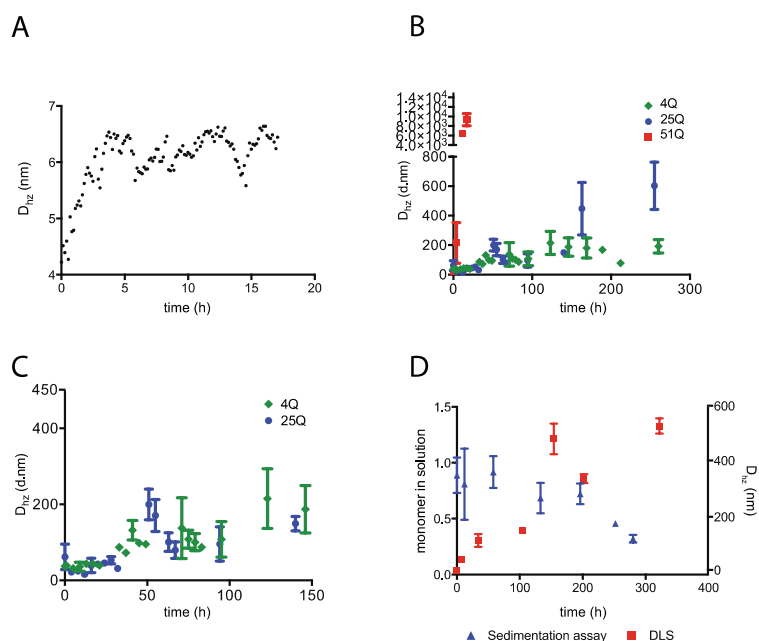 A
7
6
5
4
D_hz (nm)
0
5
10
15
20
time (h)
B
1.4×10⁴
1.2×10⁴
1.0×10⁴
8.0×10³
6.0×10³
4.0×10³
800
600
400
200
0
D_hz (d.nm)
0
100
200
300
time (h)
4Q
25Q
51Q
C
450
400
200
0
D_hz (d.nm)
0
50
100
150
time (h)
4Q
25Q
D
1.5
1.0
0.5
0.0
monomer in solution
600
400
200
0
D_hz (nm)
0
100
200
300
400
time (h)
Sedimentation assay
DLS